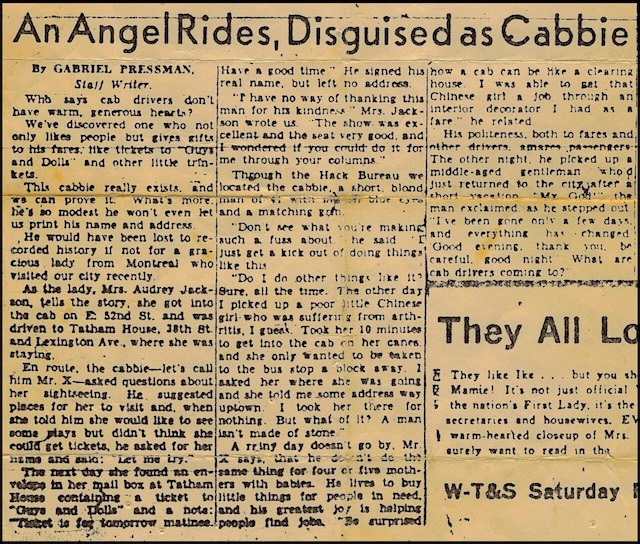 An Angel Rides, Disguised as Cabbie
By GABRIEL PRESSMAN,
Staff Writer.
Who says cab drivers don't
have warm, generous hearts?
We've discovered one who not
only likes people but gives gifts
to his fares, like tickets to "Guys
and Dolls" and other little trin-
kets.
This cabbie really exists, and
we can prove it. What's more,
he's so modest he won't even let
us print his name and address.
He would have been lost to re-
corded history if not for a gra-
cious lady from Montreal who
visited our city recently.
As the lady, Mrs. Audrey Jack-
son, tells the story, she got into
the cab on E. 52nd St. and was
driven to Tatham House, 38th St.
and Lexington Ave., where she was
staying.
En route, the cabbie—let's call
him Mr. X—asked questions about
her sightseeing. He suggested
places for her to visit and, when
she told him she would like to see
some plays but didn't think she
could get tickets, he asked for her
name and said: "Let me try."
The next day she found an en-
velope in her mail box at Tatham
House containing a ticket to
"Guys and Dolls" and a note:
"Ticket is for tomorrow matinee.
Have a good time." He signed his
real name, but left no address.
"I have no way of thanking this
man for his kindness," Mrs. Jack-
son wrote us. "The show was ex-
cellent and the seat very good, and
I wondered if you could do it for
me through your columns."
Through the Hack Bureau we
located the cabbie, a short, blond
man of 47 with blue eyes
and a matching grin.
"Don't see what you're making
such a fuss about," he said. "I
just get a kick out of doing things
like this.
"Do I do other things like it?
Sure, all the time. The other day
I picked up a poor little Chinese
girl who was suffering from arth-
ritis, I guess. Took her 10 minutes
to get into the cab on her canes,
and she only wanted to be taken
to the bus stop a block away. I
asked her where she was going
and she told me some address way
uptown. I took her there for
nothing. But what of it? A man
isn't made of stone."
A rainy day doesn't go by, Mr.
X says, that he doesn't do the
same thing for four or five moth-
ers with babies. He lives to buy
little things for people in need,
and his greatest joy is helping
people find jobs. "Be surprised
how a cab can be like a clearing
house. I was able to get that
Chinese girl a job through an
interior decorator I had as a
fare" he related.
His politeness, both to fares and
other drivers, amazes passengers.
The other night, he picked up a
middle-aged gentleman who'd
just returned to the city after a
short vacation. "My God," the
man exclaimed as he stepped out.
"I've been gone only a few days
and everything has changed.
'Good evening, thank you, be
careful, good night.' What are
cab drivers coming to?"
They All Lo
They like Ike . . . but you sh
Mamie! It's not just official
the nation's First Lady, it's the
secretaries and housewives. EV
warm-hearted closeup of Mrs.
surely want to read in the
W-T&S Saturday